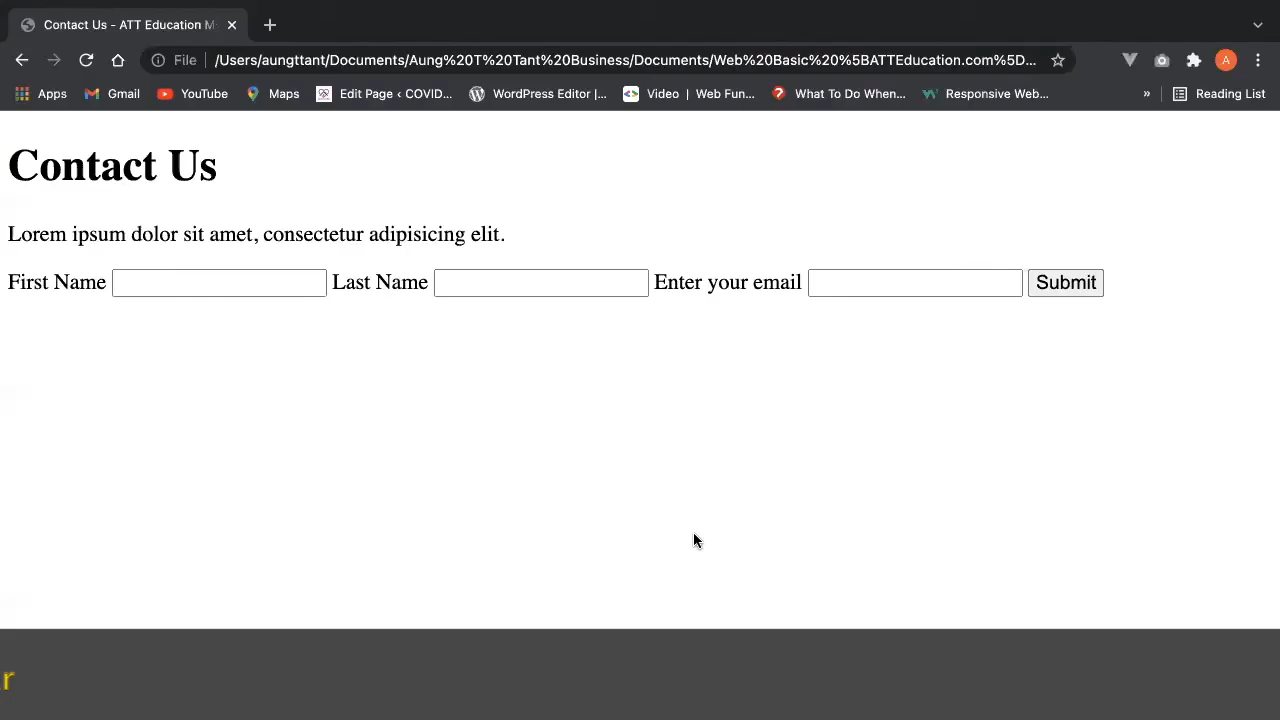 Contact Us - ATT Education M
File /Users/aungttant/Documents/Aung%20T%20Tant%20Business/Documents/Web%20Basic%20%5BATTEducation.com%5D...
A
Apps Gmail YouTube Maps Edit Page ‹ COVID... WordPress Editor |... Video | Web Fun... What To Do When... Responsive Web... » Reading List
Contact Us
Lorem ipsum dolor sit amet, consectetur adipisicing elit.
First Name Last Name Enter your email Submit
r